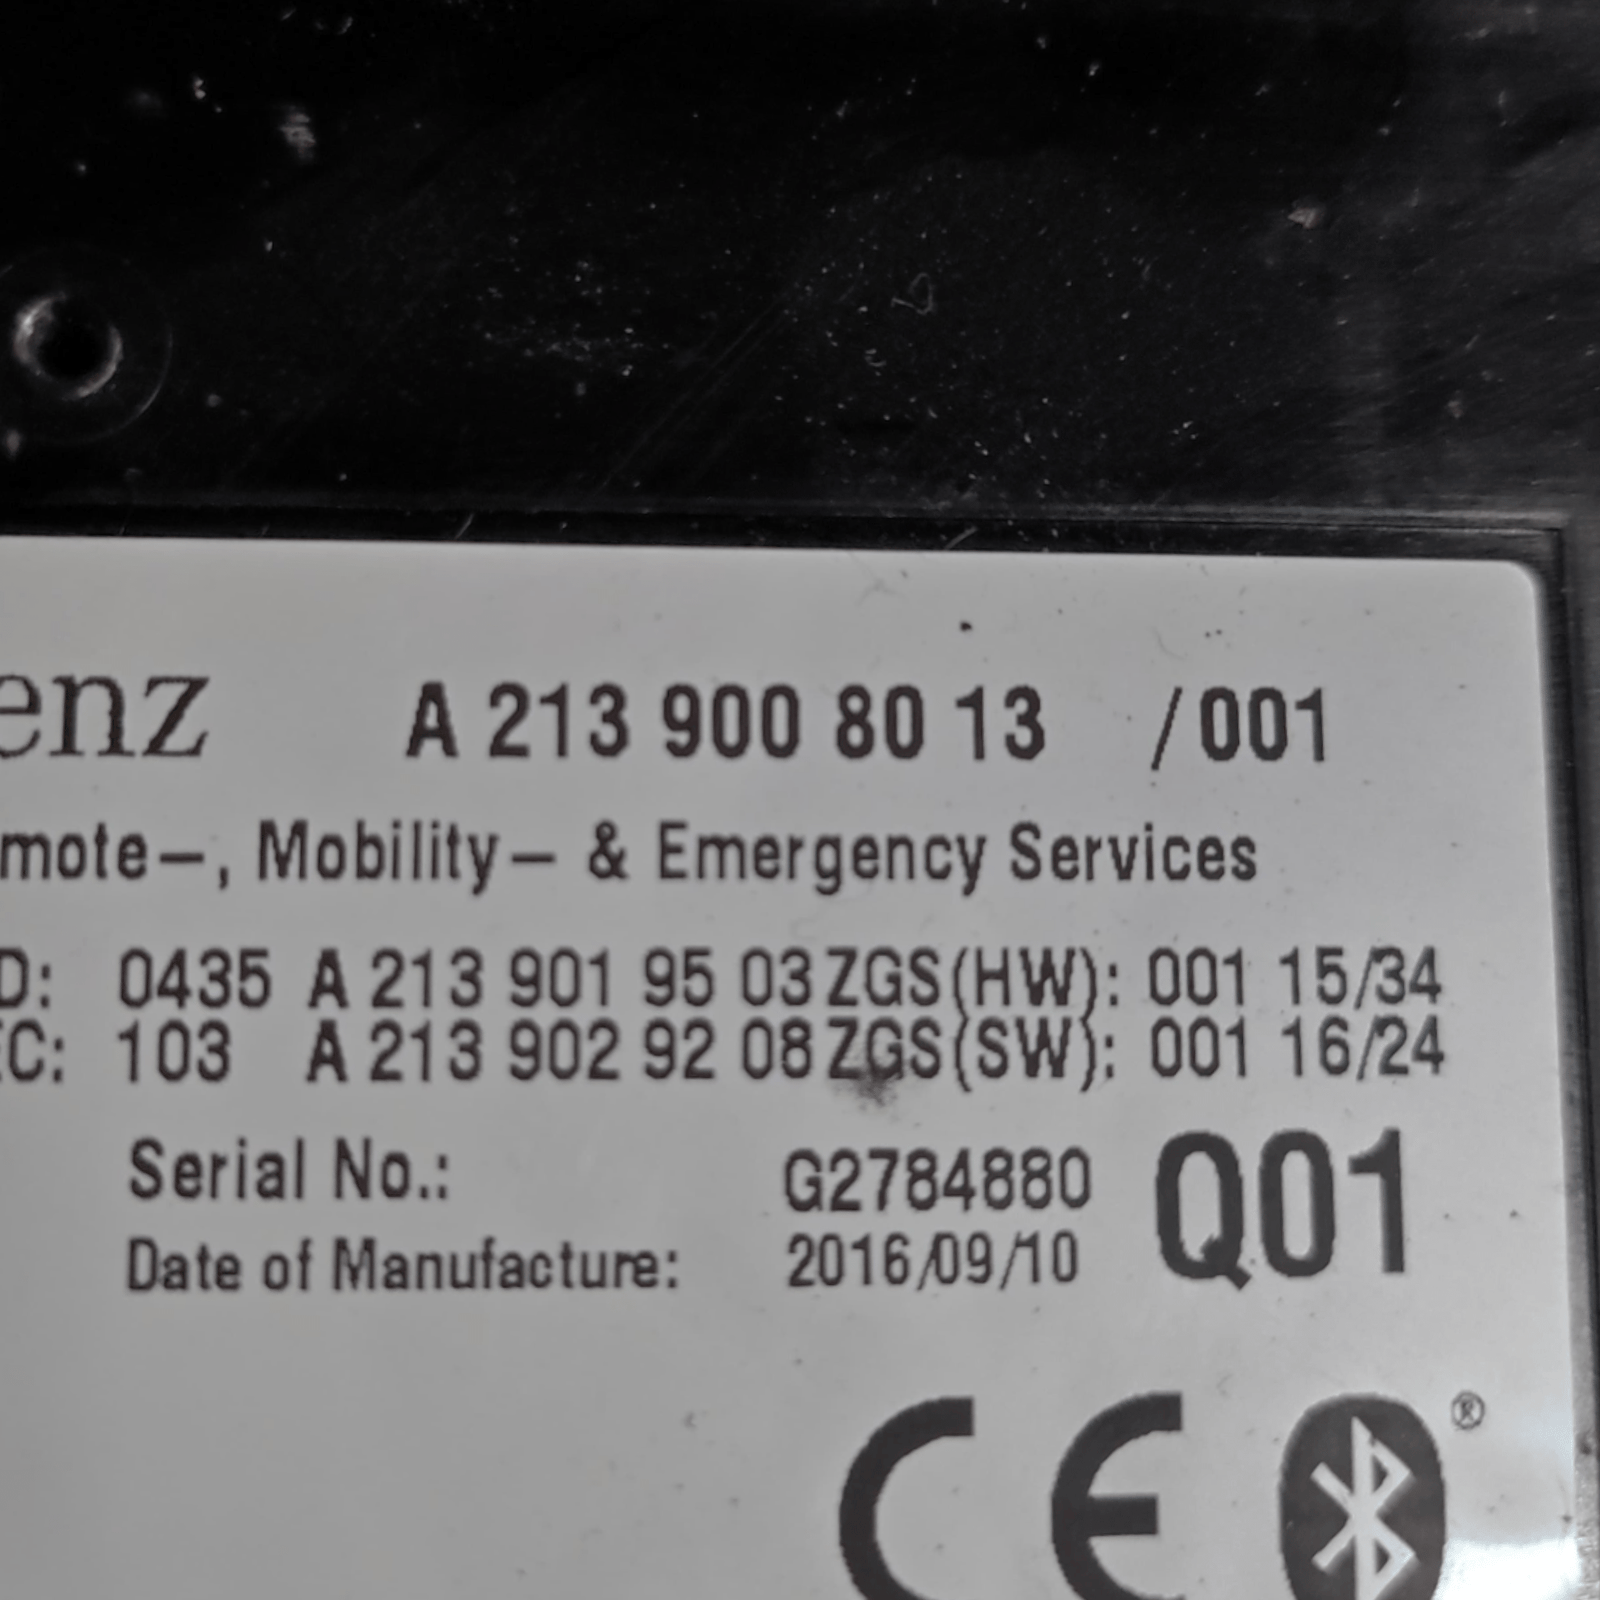 enz A 213 900 80 13 /001
mote–, Mobility– & Emergency Services
D: 0435 A 213 901 95 03 ZGS(HW): 001 15/34
C: 103 A 213 902 92 08 ZGS(SW): 001 16/24
Serial No.: G2784880 Q01
Date of Manufacture: 2016/09/10
CE ®